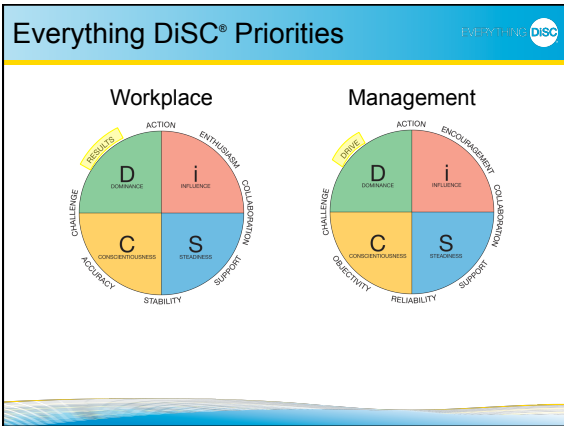 Everything DiSC® Priorities
EVERYTHING DiSC
Workplace
ACTION
ENTHUSIASM
COLLABORATION
SUPPORT
STABILITY
ACCURACY
CHALLENGE
RESULTS
D
DOMINANCE
i
INFLUENCE
C
CONSCIENTIOUSNESS
S
STEADINESS
Management
ACTION
ENCOURAGEMENT
COLLABORATION
SUPPORT
RELIABILITY
OBJECTIVITY
CHALLENGE
DRIVE
D
DOMINANCE
i
INFLUENCE
C
CONSCIENTIOUSNESS
S
STEADINESS